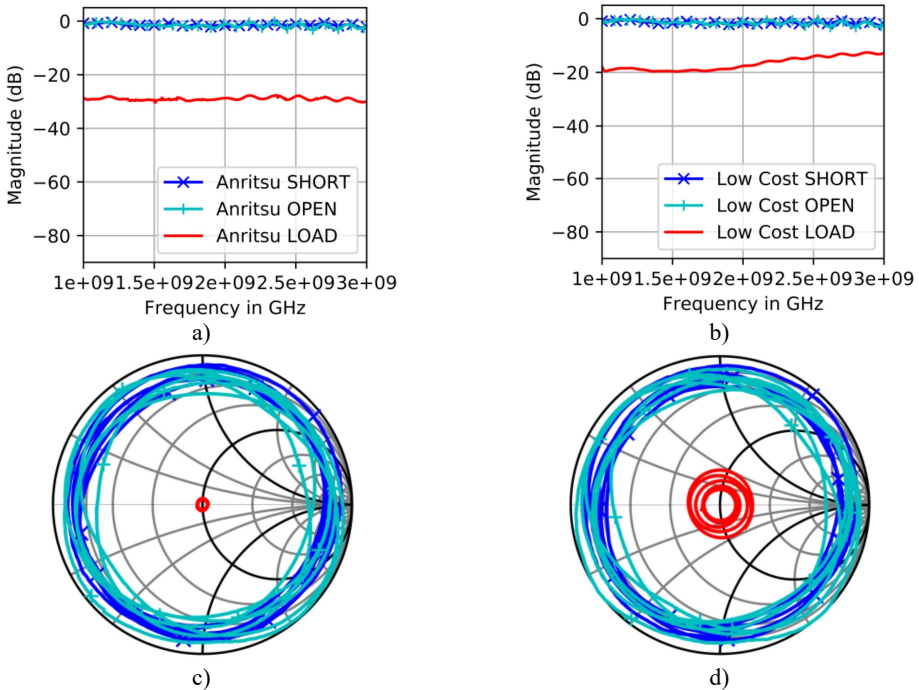 0
−20
−40
−60
−80
Magnitude (dB)
Anritsu SHORT
Anritsu OPEN
Anritsu LOAD
1e+091.5e+092e+092.5e+093e+09
Frequency in GHz
a)
0
−20
−40
−60
−80
Magnitude (dB)
Low Cost SHORT
Low Cost OPEN
Low Cost LOAD
1e+091.5e+092e+092.5e+093e+09
Frequency in GHz
b)
c)
d)